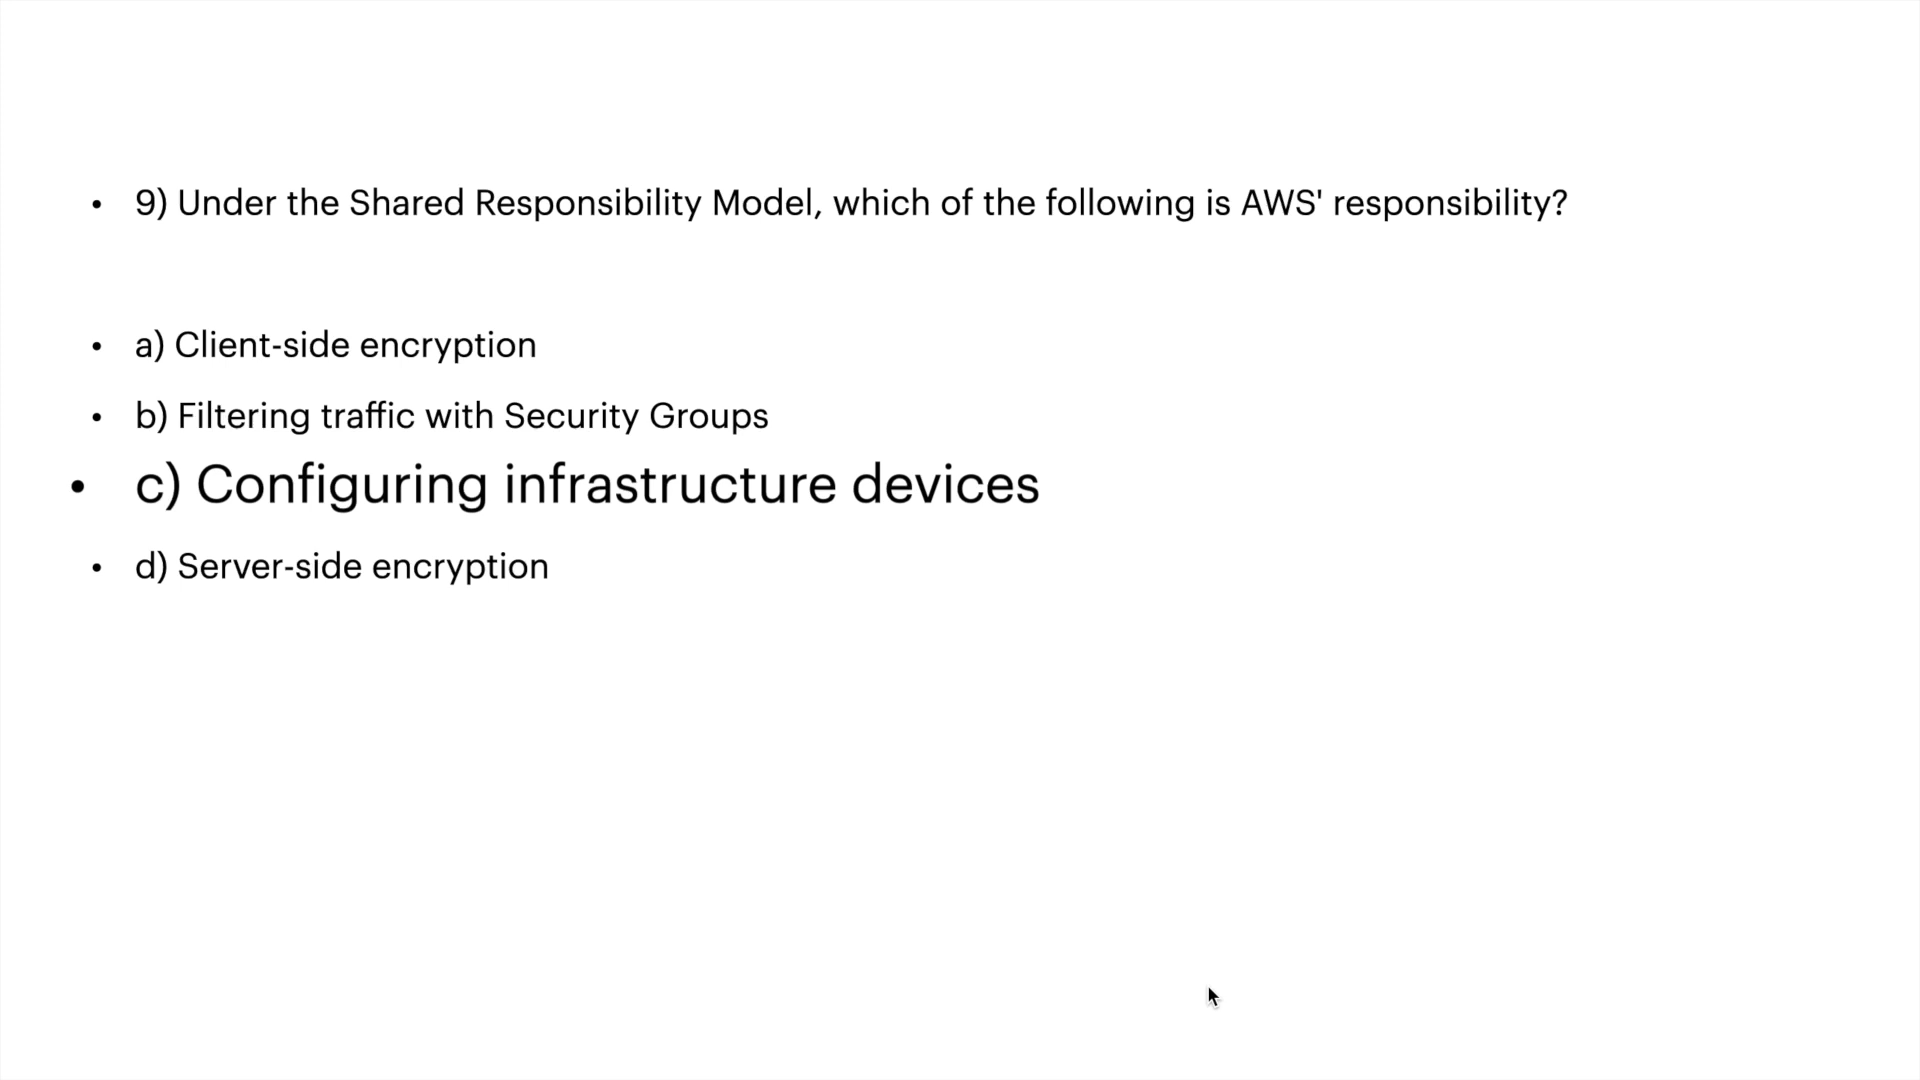 • 9) Under the Shared Responsibility Model, which of the following is AWS' responsibility?
• a) Client-side encryption
• b) Filtering traffic with Security Groups
• c) Configuring infrastructure devices
• d) Server-side encryption